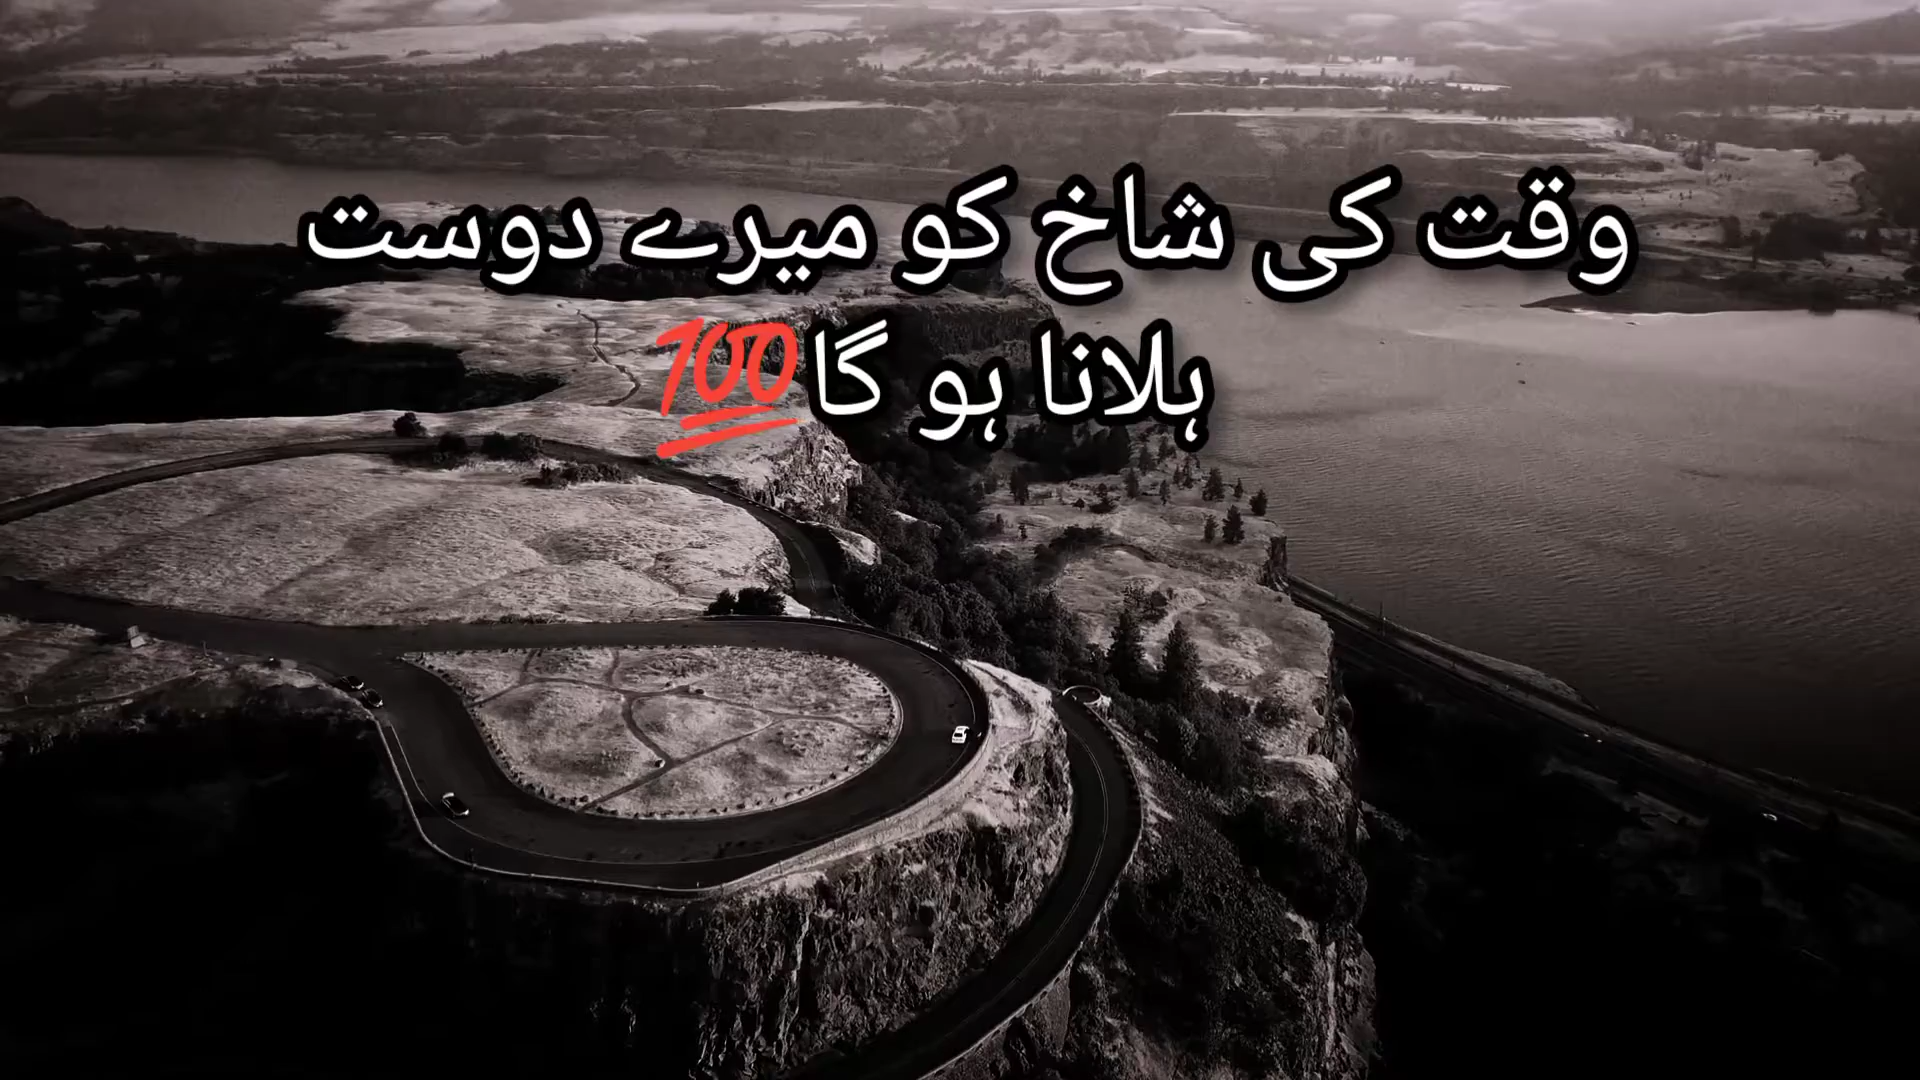 وقت کی شاخ کو میرے دوست
ہلانا ہو گا💯